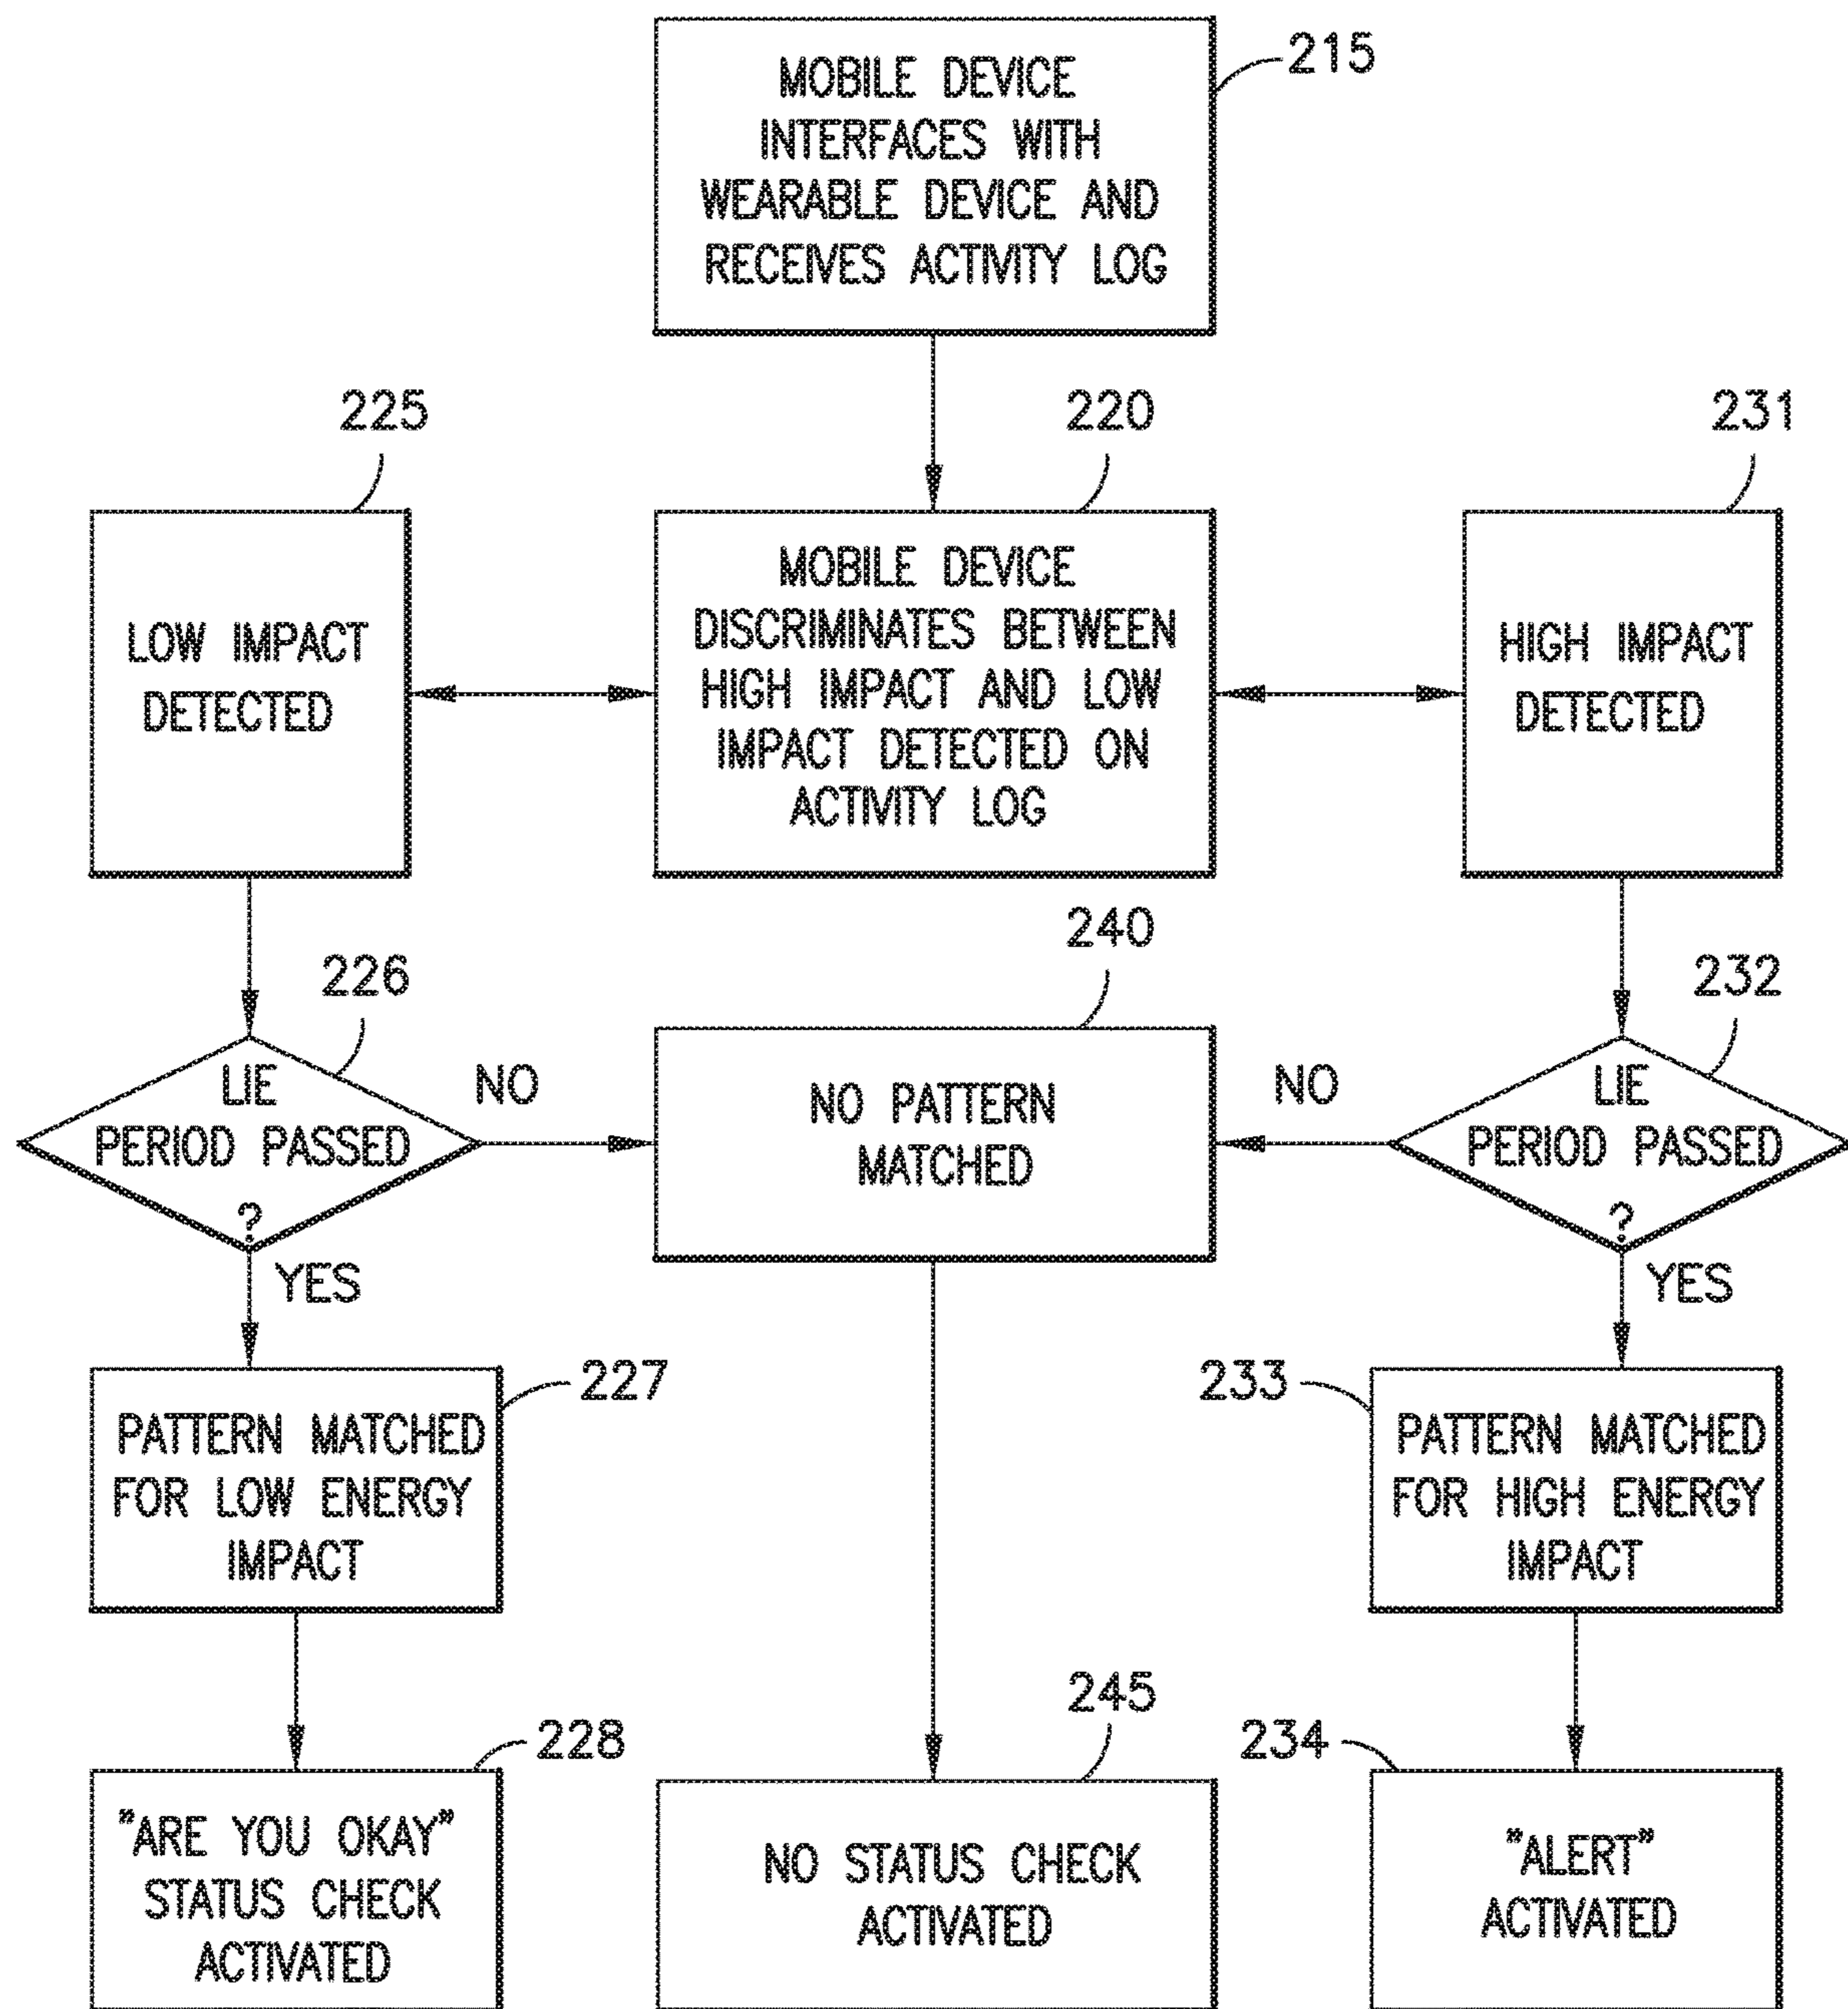 MOBILE DEVICE
INTERFACES WITH
WEARABLE DEVICE AND
RECEIVES ACTIVITY LOG
215
225
220
231
LOW IMPACT
DETECTED
MOBILE DEVICE
DISCRIMINATES BETWEEN
HIGH IMPACT AND LOW
IMPACT DETECTED ON
ACTIVITY LOG
HIGH IMPACT
DETECTED
240
226
232
LIE
PERIOD PASSED
?
NO
NO PATTERN
MATCHED
NO
LIE
PERIOD PASSED
?
YES
YES
227
233
PATTERN MATCHED
FOR LOW ENERGY
IMPACT
PATTERN MATCHED
FOR HIGH ENERGY
IMPACT
228
245
234
"ARE YOU OKAY"
STATUS CHECK
ACTIVATED
NO STATUS CHECK
ACTIVATED
"ALERT"
ACTIVATED